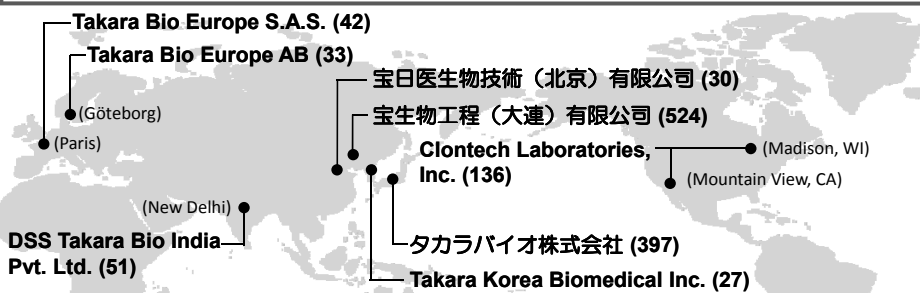 Takara Bio Europe S.A.S. (42)
Takara Bio Europe AB (33)
宝日医生物技術（北京）有限公司 (30)
(Göteborg)
宝生物工程（大連）有限公司 (524)
(Paris)
Clontech Laboratories,
Inc. (136)
(Madison, WI)
(Mountain View, CA)
(New Delhi)
DSS Takara Bio India
Pvt. Ltd. (51)
タカラバイオ株式会社 (397)
Takara Korea Biomedical Inc. (27)